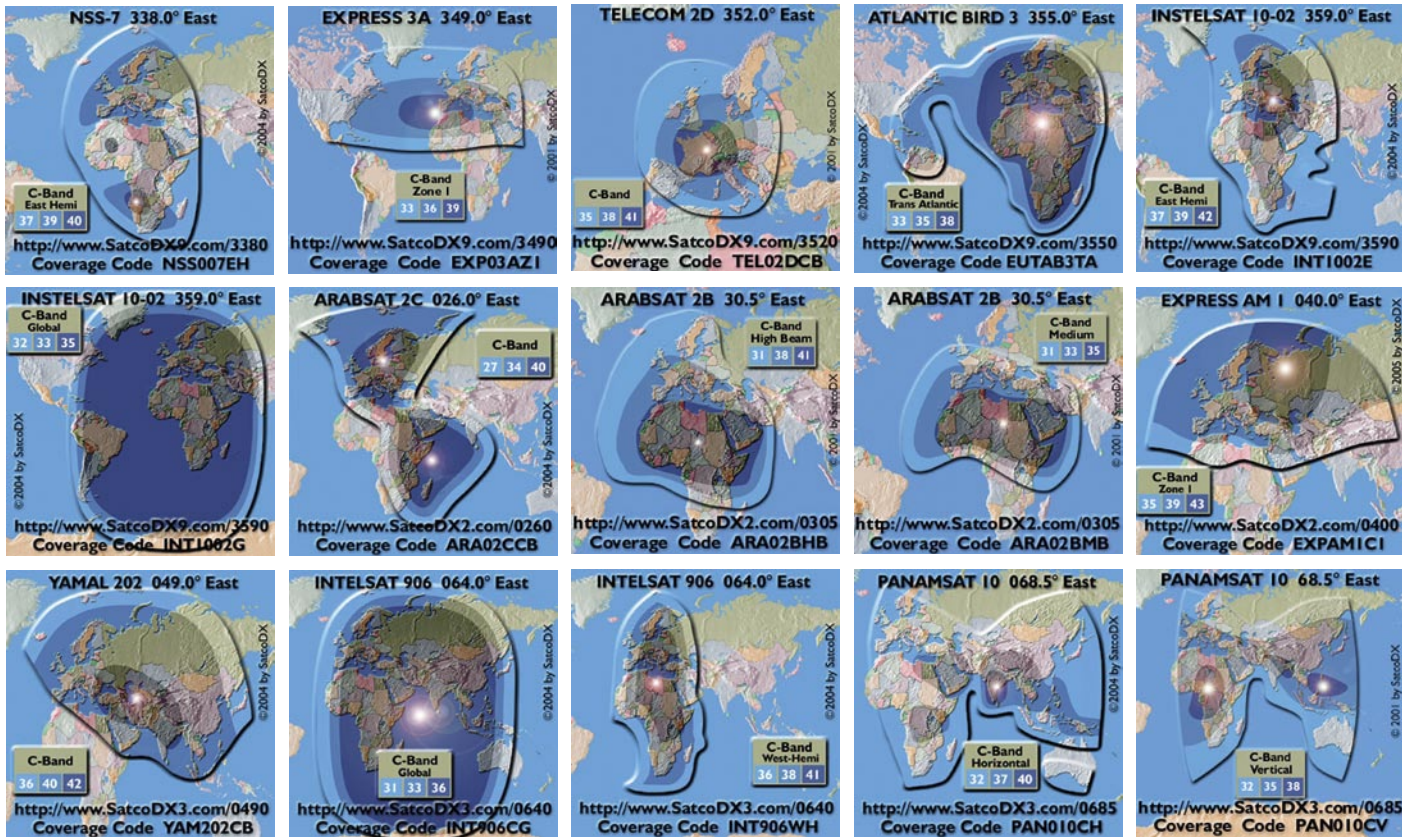 NSS-7 338.0° East
© 2004 by SatcoDX
C-Band
East Hemi
37 39 40
http://www.SatcoDX9.com/3380
Coverage Code NSS007EH
EXPRESS 3A 349.0° East
© 2001 by SatcoDX
C-Band
Zone 1
33 36 39
http://www.SatcoDX9.com/3490
Coverage Code EXP03AZ1
TELECOM 2D 352.0° East
© 2001 by SatcoDX
C-Band
35 38 41
http://www.SatcoDX9.com/3520
Coverage Code TEL02DCB
ATLANTIC BIRD 3 355.0° East
©2004 by SatcoDX
C-Band
Trans Atlantic
33 35 38
http://www.SatcoDX9.com/3550
Coverage Code EUTAB3TA
INSTELSAT 10-02 359.0° East
©2004 by SatcoDX
C-Band
East Hemi
37 39 42
http://www.SatcoDX9.com/3590
Coverage Code INT1002E
INSTELSAT 10-02 359.0° East
C-Band
Global
32 33 35
©2004 by SatcoDX
http://www.SatcoDX9.com/3590
Coverage Code INT1002G
ARABSAT 2C 026.0° East
C-Band
27 34 40
©2004 by SatcoDX
http://www.SatcoDX2.com/0260
Coverage Code ARA02CCB
ARABSAT 2B 30.5° East
C-Band
High Beam
31 38 41
© 2001 by SatcoDX
http://www.SatcoDX2.com/0305
Coverage Code ARA02BHB
ARABSAT 2B 30.5° East
C-Band
Medium
31 33 35
© 2001 by SatcoDX
http://www.SatcoDX2.com/0305
Coverage Code ARA02BMB
EXPRESS AM 1 040.0° East
©2005 by SatcoDX
C-Band
Zone 1
35 39 43
http://www.SatcoDX2.com/0400
Coverage Code EXPAM1C1
YAMAL 202 049.0° East
©2004 by SatcoDX
C-Band
36 40 42
http://www.SatcoDX3.com/0490
Coverage Code YAM202CB
INTELSAT 906 064.0° East
©2004 by SatcoDX
C-Band
Global
31 33 36
http://www.SatcoDX3.com/0640
Coverage Code INT906CG
INTELSAT 906 064.0° East
©2004 by SatcoDX
C-Band
West-Hemi
36 38 41
http://www.SatcoDX3.com/0640
Coverage Code INT906WH
PANAMSAT 10 068.5° East
©2004 by SatcoDX
C-Band
Horizontal
32 37 40
http://www.SatcoDX3.com/0685
Coverage Code PAN010CH
PANAMSAT 10 68.5° East
© 2001 by SatcoDX
C-Band
Vertical
32 35 38
http://www.SatcoDX3.com/0685
Coverage Code PAN010CV